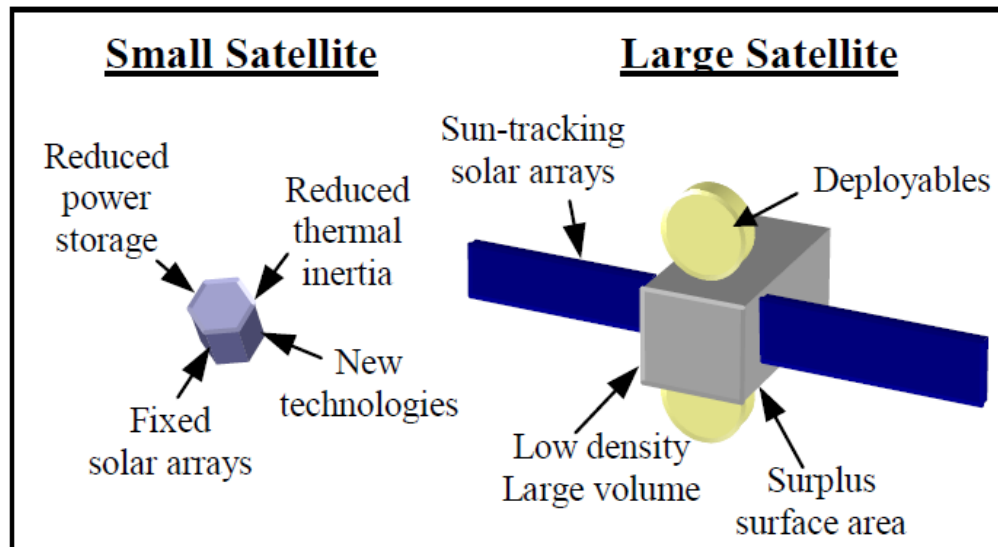 Small Satellite
Reduced
power
storage
Reduced
thermal
inertia
New
technologies
Fixed
solar arrays
Large Satellite
Sun-tracking
solar arrays
Deployables
Low density
Large volume
Surplus
surface area